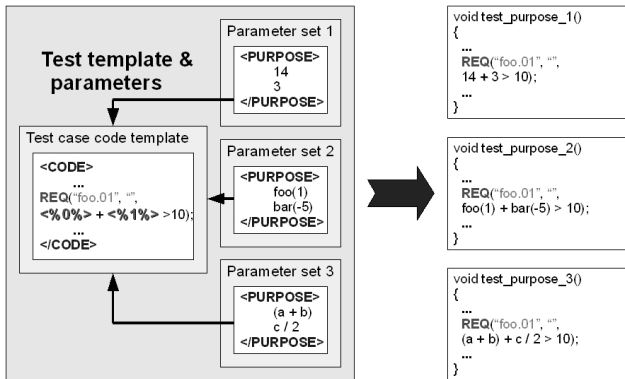 Test template &
parameters
Parameter set 1
<PURPOSE>
14
3
</PURPOSE>
Test case code template
<CODE>
...
REQ(“foo.01”, “”,
<%0%> + <%1%> >10);
...
</CODE>
Parameter set 2
<PURPOSE>
foo(1)
bar(-5)
</PURPOSE>
Parameter set 3
<PURPOSE>
(a + b)
c / 2
</PURPOSE>
void test_purpose_1()
{
...
REQ(“foo.01”, “”,
14 + 3 > 10);
...
}
void test_purpose_2()
{
...
REQ(“foo.01”, “”,
foo(1) + bar(-5) > 10);
...
}
void test_purpose_3()
{
...
REQ(“foo.01”, “”,
(a + b) + c / 2 > 10);
...
}